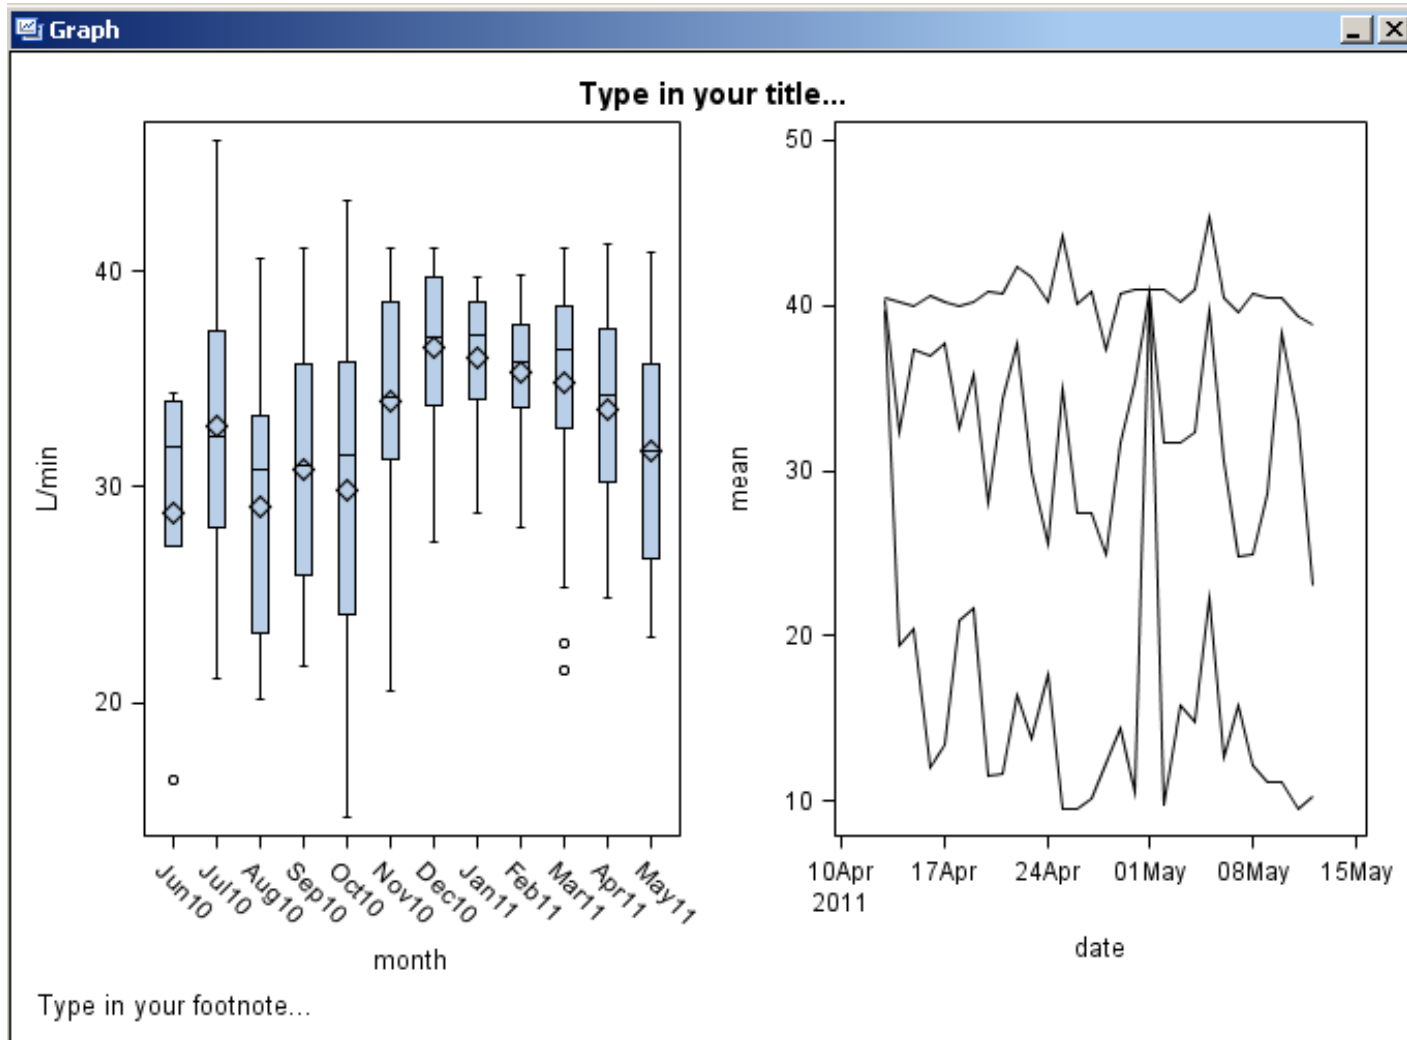 Graph
Type in your title...
L/min
40
30
20
Jun10
Jul10
Aug10
Sep10
Oct10
Nov10
Dec10
Jan11
Feb11
Mar11
Apr11
May11
month
mean
50
40
30
20
10
10Apr 17Apr 24Apr 01May 08May 15May
2011
date
Type in your footnote...